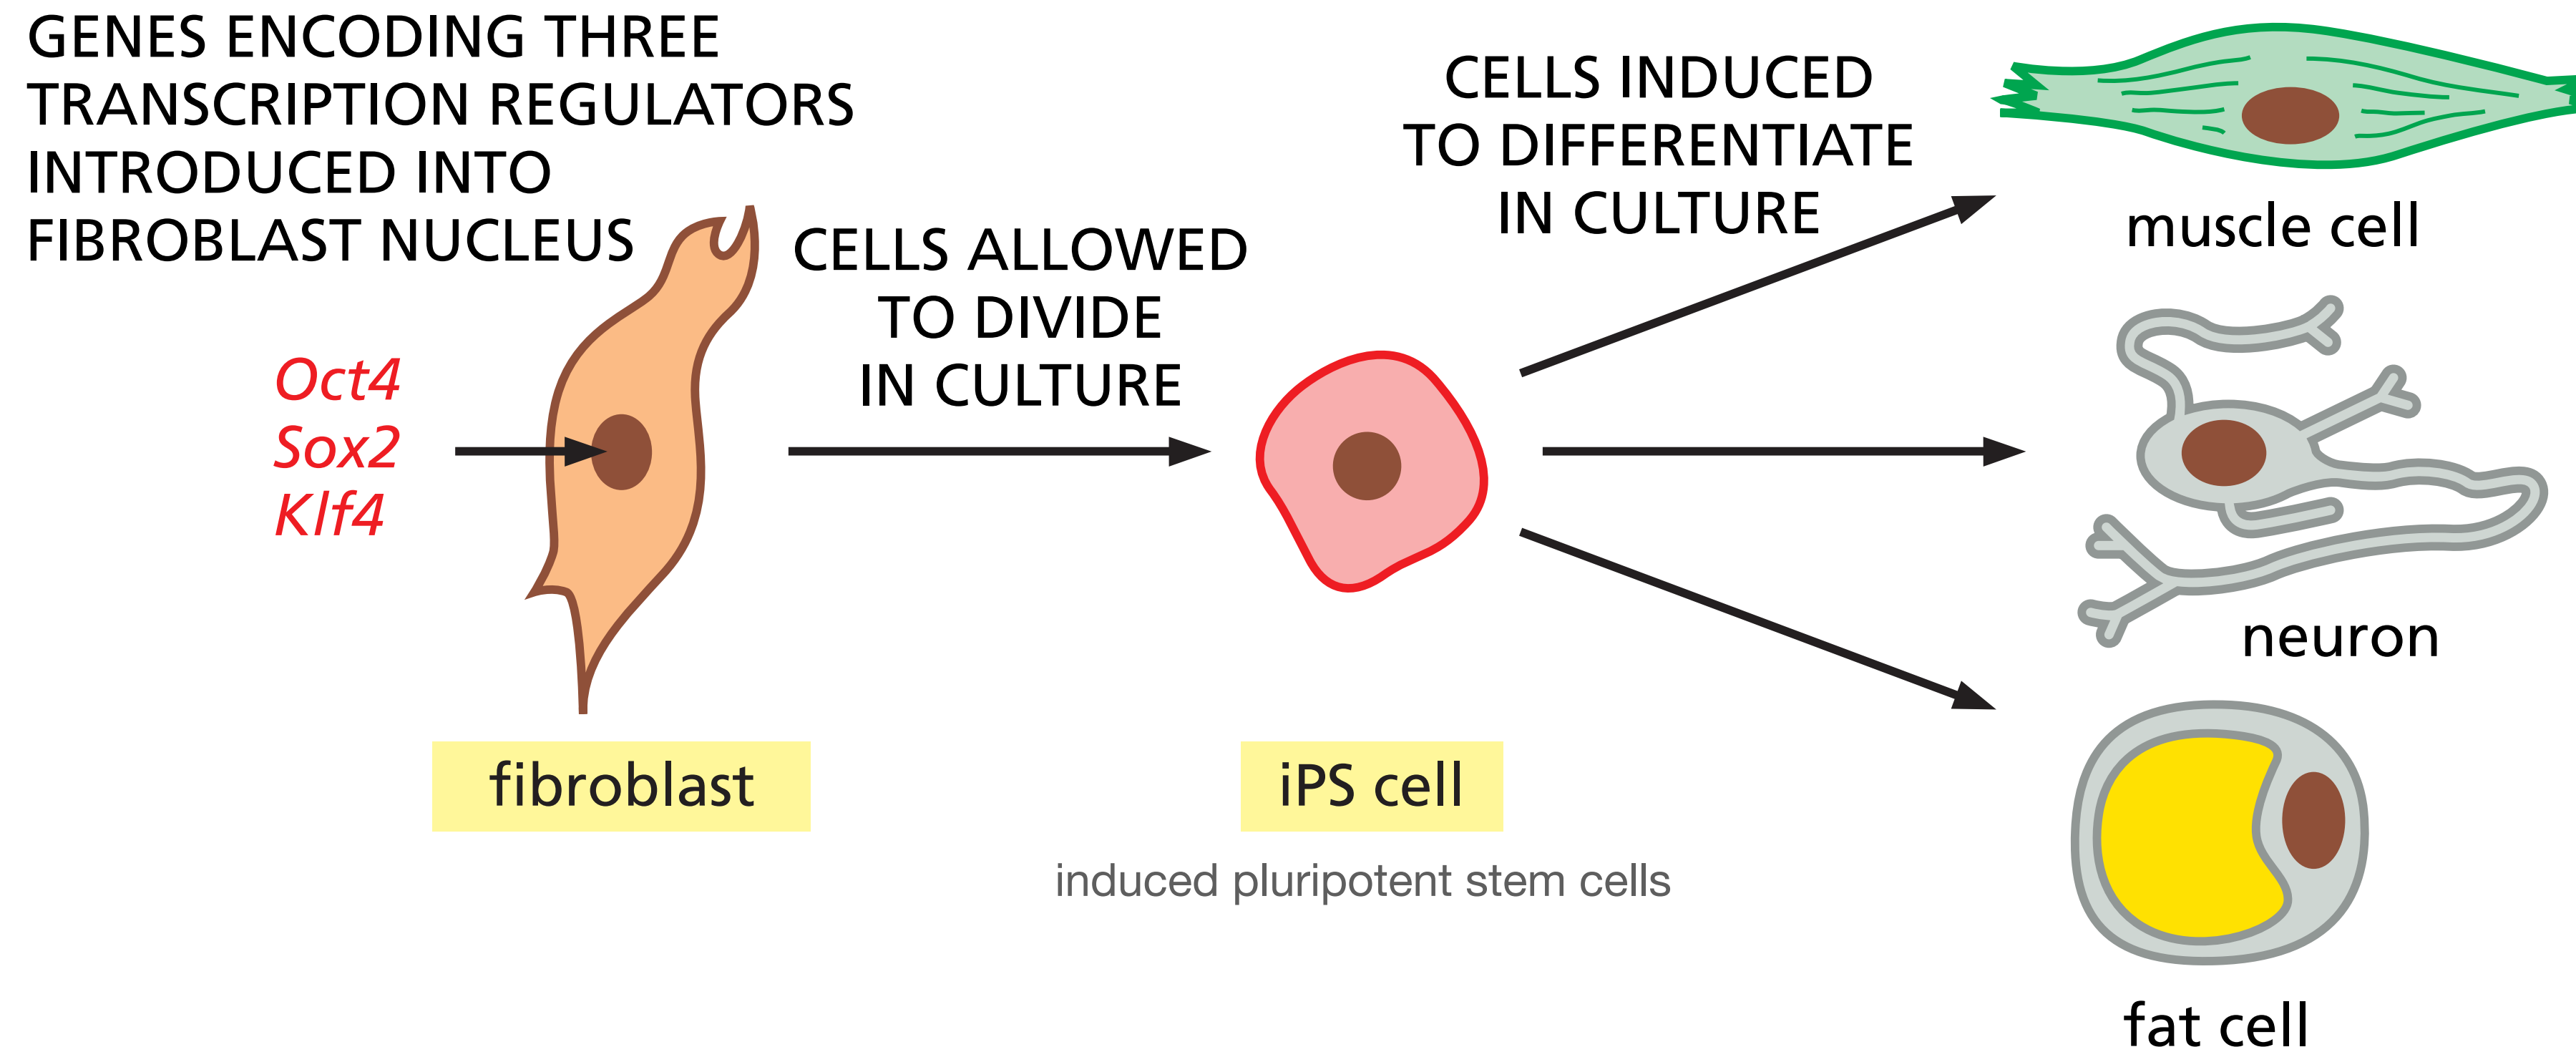 GENES ENCODING THREE
TRANSCRIPTION REGULATORS
INTRODUCED INTO
FIBROBLAST NUCLEUS
Oct4
Sox2
Klf4
fibroblast
CELLS ALLOWED
TO DIVIDE
IN CULTURE
iPS cell
induced pluripotent stem cells
CELLS INDUCED
TO DIFFERENTIATE
IN CULTURE
muscle cell
neuron
fat cell